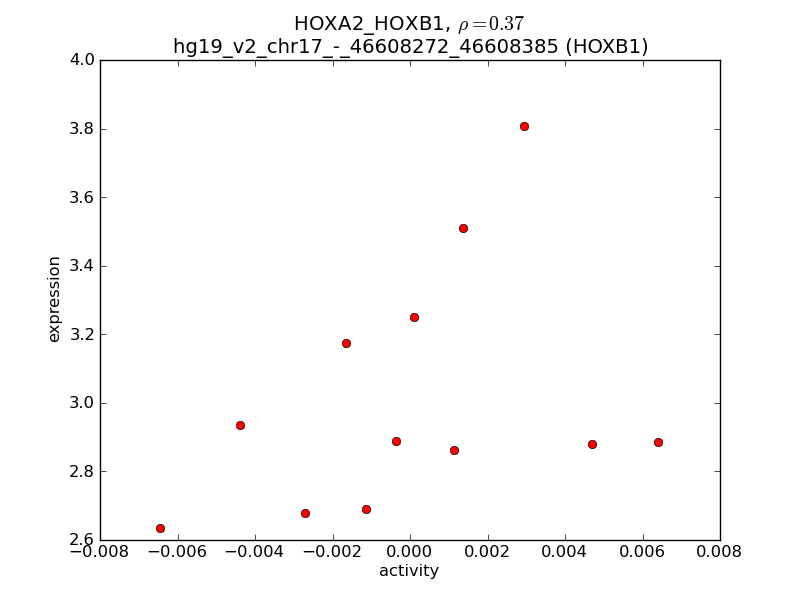 HOXA2_HOXB1, ρ=0.37
hg19_v2_chr17_-_46608272_46608385 (HOXB1)
4.0
3.8
3.6
3.4
3.2
3.0
2.8
2.6
expression
−0.008 −0.006 −0.004 −0.002 0.000 0.002 0.004 0.006 0.008
activity